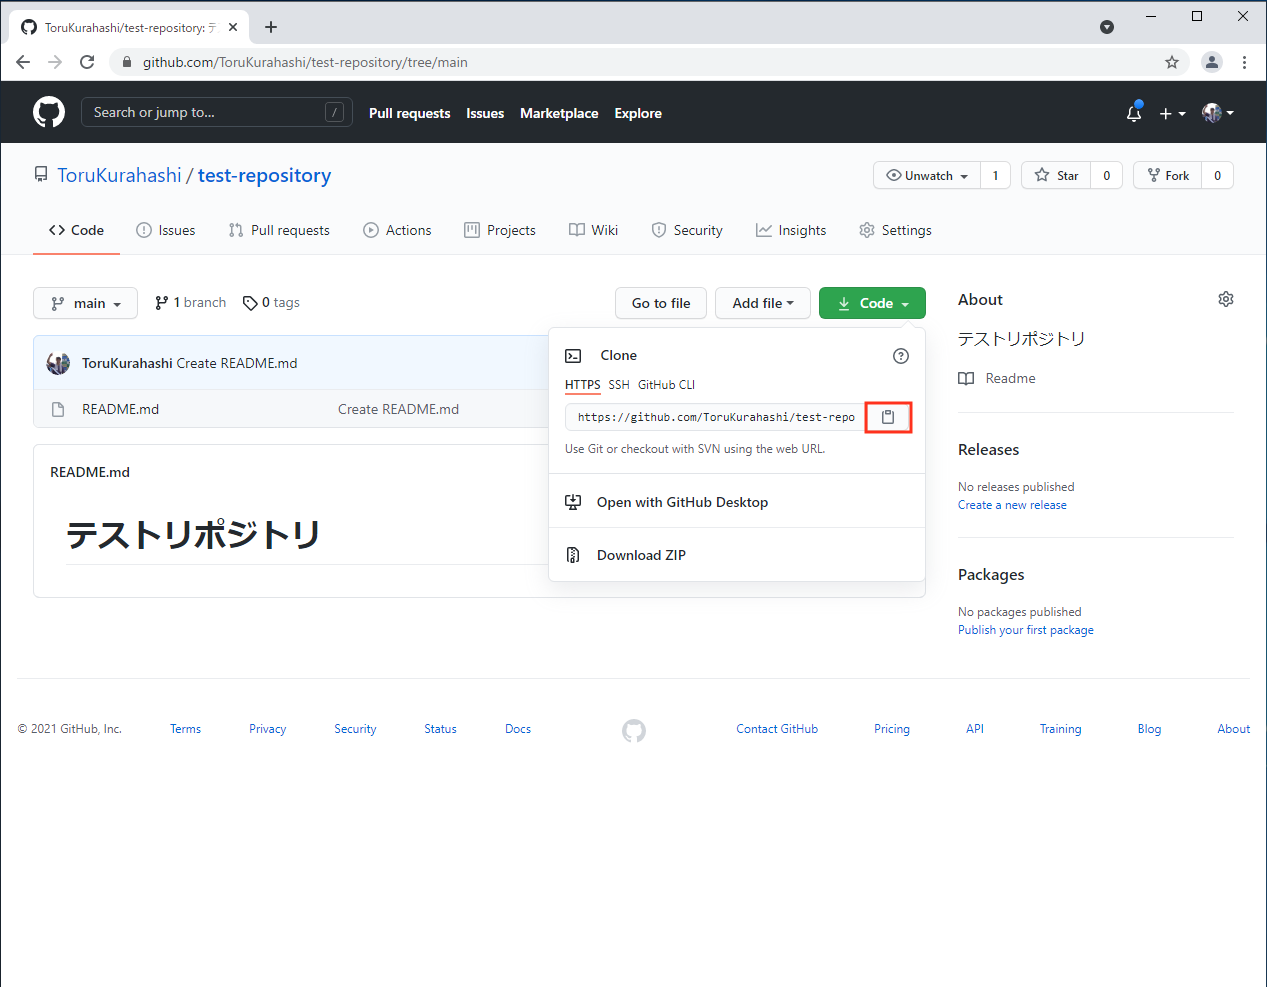 ToruKurahashi/test-repository: テ
github.com/ToruKurahashi/test-repository/tree/main
Search or jump to... /
Pull requests Issues Marketplace Explore
ToruKurahashi / test-repository
Unwatch 1 Star 0 Fork 0
Code Issues Pull requests Actions Projects Wiki Security Insights Settings
main 1 branch 0 tags Go to file Add file Code
ToruKurahashi Create README.md
README.md Create README.md
README.md
テストリポジトリ
Clone
HTTPS SSH GitHub CLI
https://github.com/ToruKurahashi/test-repo
Use Git or checkout with SVN using the web URL.
Open with GitHub Desktop
Download ZIP
About
テストリポジトリ
Readme
Releases
No releases published
Create a new release
Packages
No packages published
Publish your first package
© 2021 GitHub, Inc. Terms Privacy Security Status Docs Contact GitHub Pricing API Training Blog About